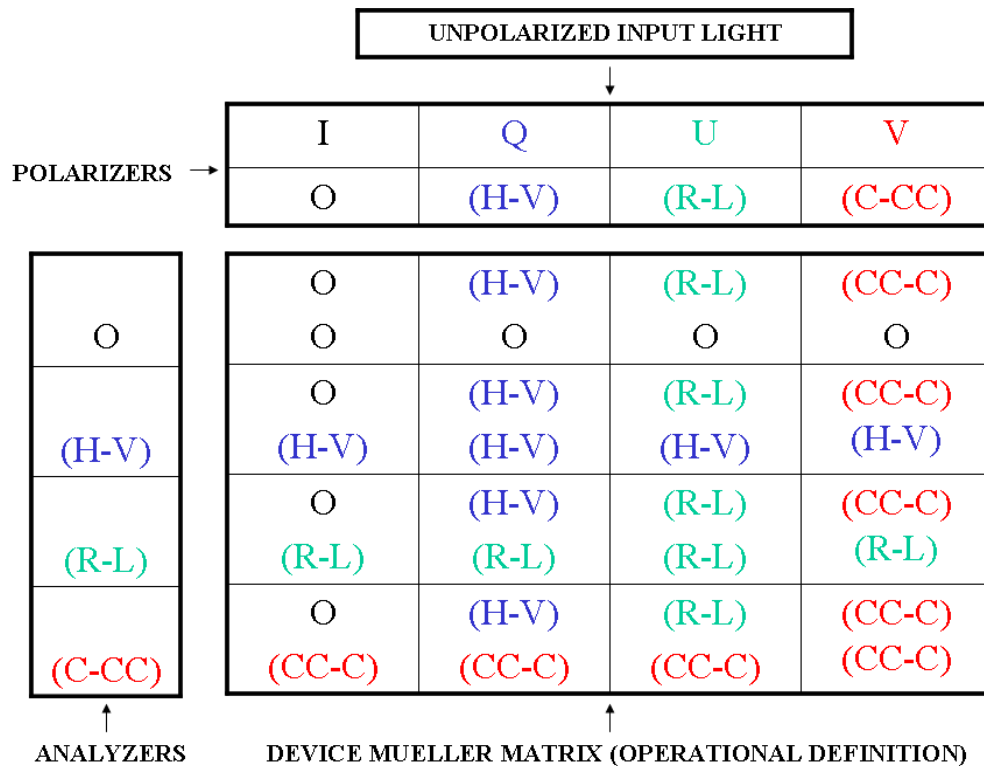 UNPOLARIZED INPUT LIGHT
I Q U V
POLARIZERS
O (H-V) (R-L) (C-CC)
O (H-V) (R-L) (CC-C)
O O O O O
O (H-V) (R-L) (CC-C)
(H-V) (H-V) (H-V) (H-V) (H-V)
O (H-V) (R-L) (CC-C)
(R-L) (R-L) (R-L) (R-L) (R-L)
O (H-V) (R-L) (CC-C)
(C-CC) (CC-C) (CC-C) (CC-C) (CC-C)
ANALYZERS DEVICE MUELLER MATRIX (OPERATIONAL DEFINITION)